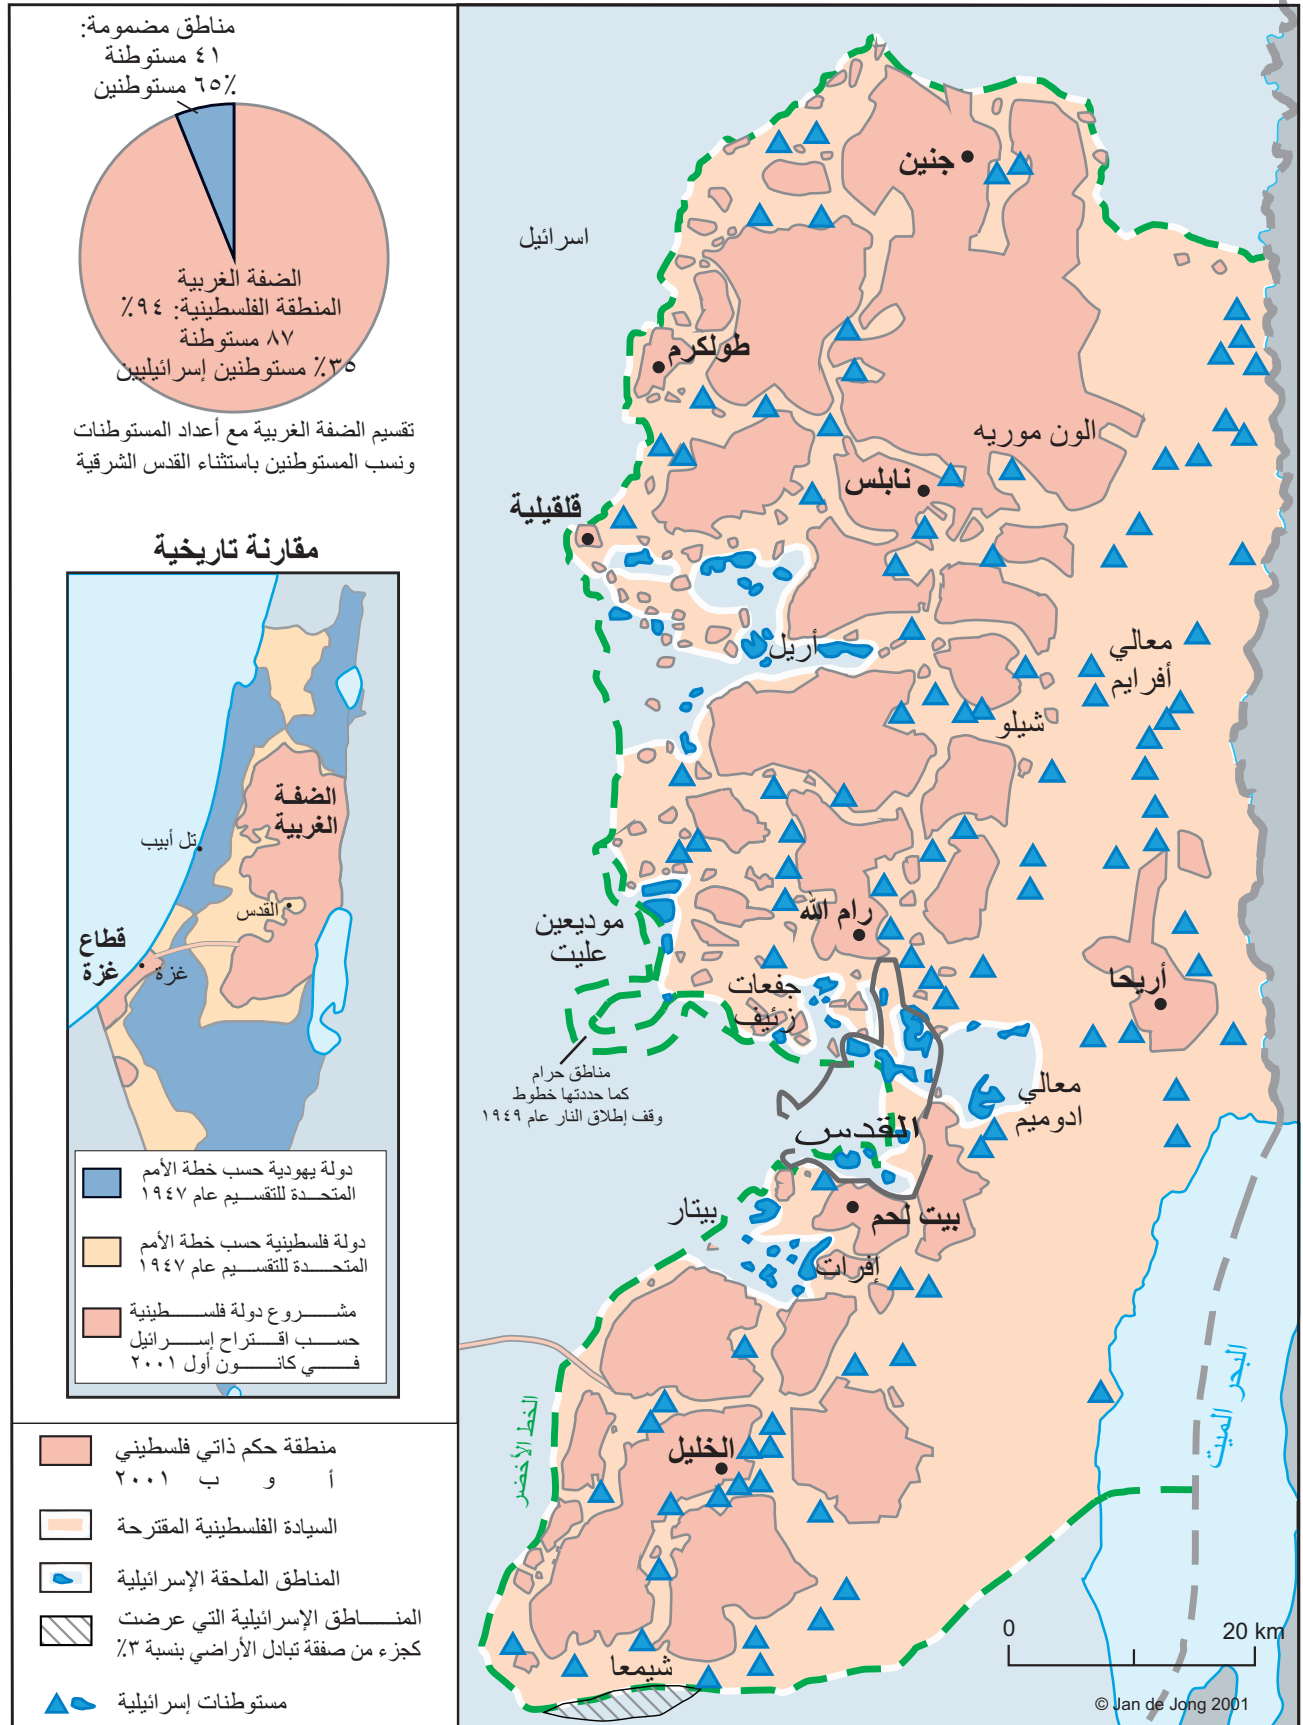 مناطق مضمومة:
٤١ مستوطنة
٦٥٪ مستوطنين
الضفة الغربية
المنطقة الفلسطينية: ٩٤٪
٨٧ مستوطنة
٣٥٪ مستوطنين إسرائيليين
تقسيم الضفة الغربية مع أعداد المستوطنات
ونسب المستوطنين باستثناء القدس الشرقية
مقارنة تاريخية
الضفة
الغربية
تل أبيب
القدس
قطاع
غزة
غزة
دولة يهودية حسب خطة الأمم
المتحدة للتقسيم عام ١٩٤٧
دولة فلسطينية حسب خطة الأمم
المتحدة للتقسيم عام ١٩٤٧
مشروع دولة فلسطينية
حسب اقتراح إسرائيل
في كانون أول ٢٠٠١
منطقة حكم ذاتي فلسطيني
أ و ب ٢٠٠١
السيادة الفلسطينية المقترحة
المناطق الملحقة الإسرائيلية
المناطق الإسرائيلية التي عرضت
كجزء من صفقة تبادل الأراضي بنسبة ٣٪
مستوطنات إسرائيلية
جنين
اسرائيل
طولكرم
الون موريه
نابلس
قلقيلية
أريل
معالي
أفرايم
شيلو
موديعين
عليت
رام الله
جفعات
زئيف
أريحا
مناطق حرام
كما حددتها خطوط
وقف إطلاق النار عام ١٩٤٩
معالي
ادوميم
القدس
بيتار
بيت لحم
إفرات
الخط الأخضر
البحر الميت
الخليل
شيمعا
0 20 km
© Jan de Jong 2001